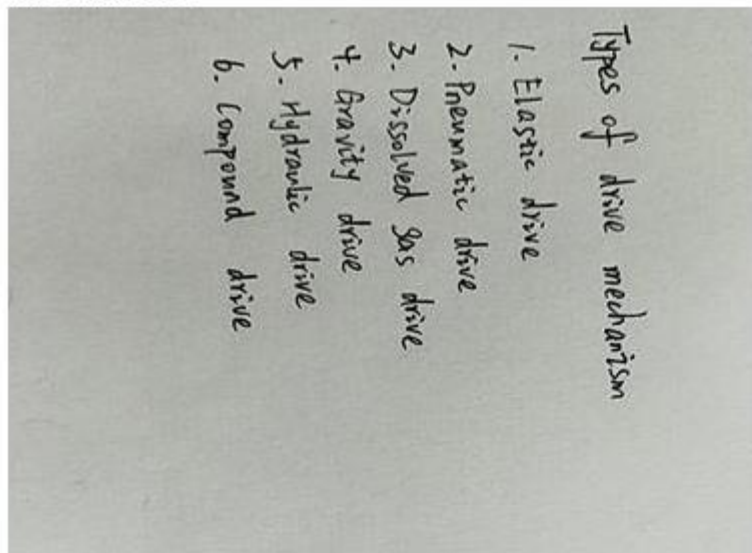 Types of drive mechanism
1. Elastic drive
2. Pneumatic drive
3. Dissolved gas drive
4. Gravity drive
5. Hydraulic drive
6. Compound drive